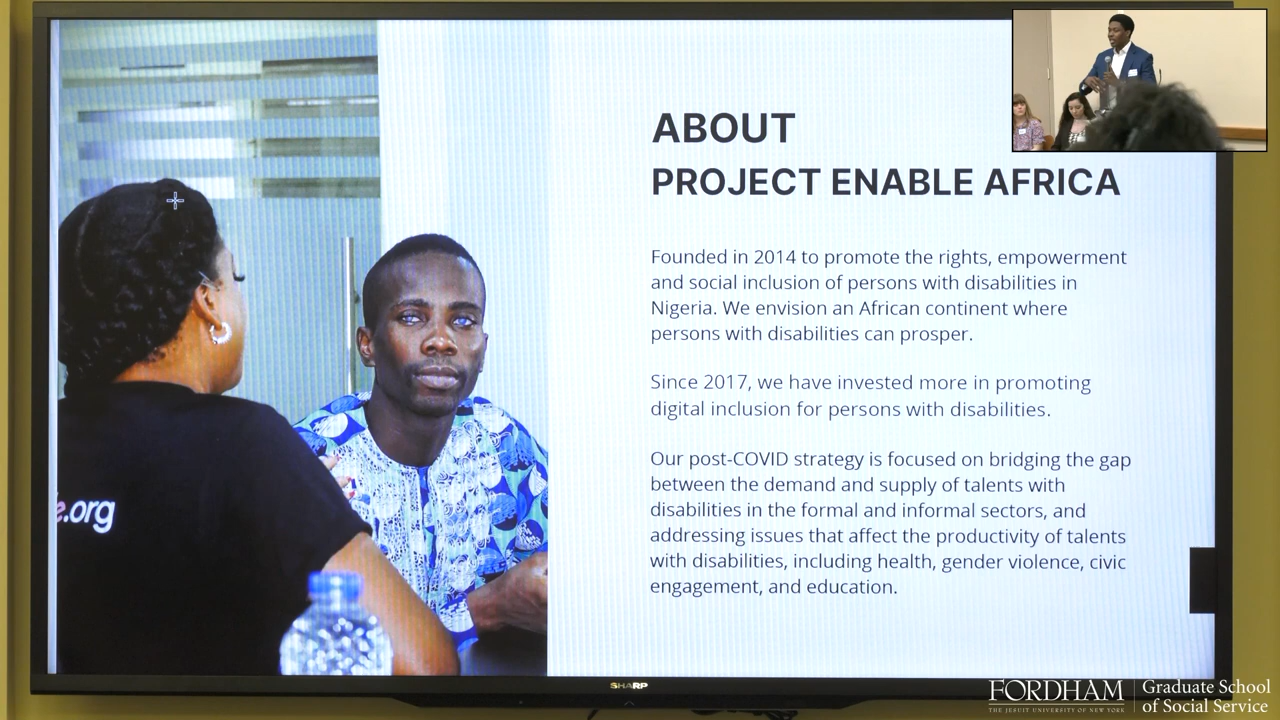 ABOUT
PROJECT ENABLE AFRICA
Founded in 2014 to promote the rights, empowerment
and social inclusion of persons with disabilities in
Nigeria. We envision an African continent where
persons with disabilities can prosper.
Since 2017, we have invested more in promoting
digital inclusion for persons with disabilities.
Our post-COVID strategy is focused on bridging the gap
between the demand and supply of talents with
disabilities in the formal and informal sectors, and
addressing issues that affect the productivity of talents
with disabilities, including health, gender violence, civic
engagement, and education.
e.org
SHARP
FORDHAM
THE JESUIT UNIVERSITY OF NEW YORK
Graduate School
of Social Service